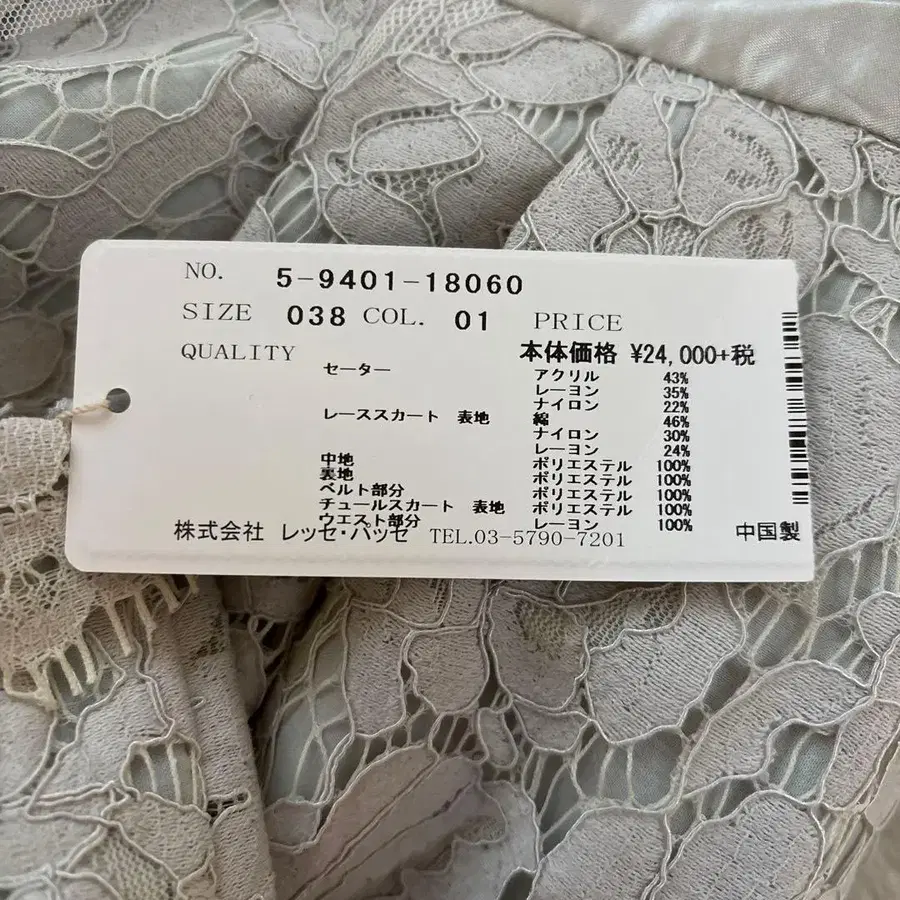 NO. 5-9401-18060
SIZE 038 COL. 01 PRICE
QUALITY 本体価格 ¥24,000+税
セーター アクリル 43%
レーヨン 35%
ナイロン 22%
レーススカート 表地 綿 46%
ナイロン 30%
レーヨン 24%
中地 ポリエステル 100%
裏地 ポリエステル 100%
ベルト部分 ポリエステル 100%
チュールスカート 表地 ポリエステル 100%
ウエスト部分 レーヨン 100%
株式会社 レッセ・パッセ TEL.03-5790-7201 中国製